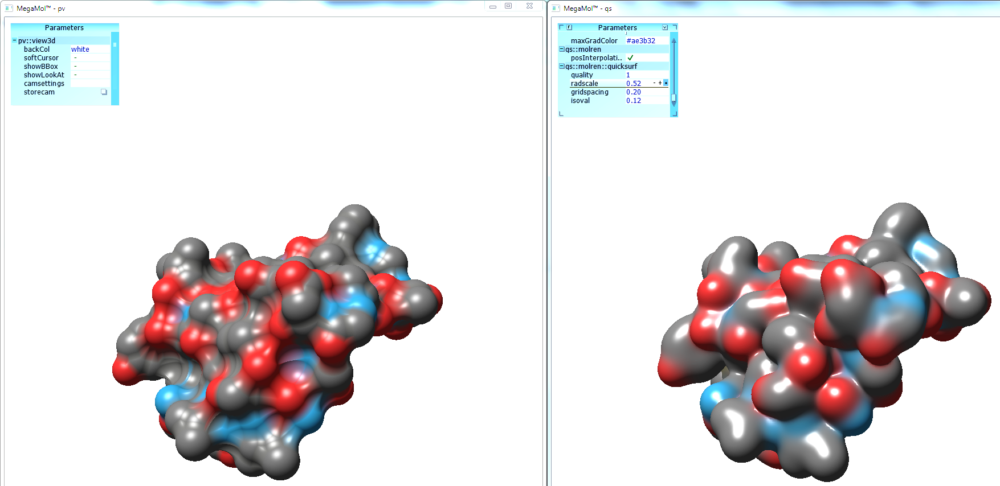 MegaMol™ - pv
Parameters
pv::view3d
backCol white
softCursor -
showBBox -
showLookAt -
camsettings
storecam
MegaMol™ - qs
F Parameters
maxGradColor #ae3b32
qs::molren
posInterpolati.. ✓
qs::molren::quicksurf
quality 1
radscale 0.52 - +
gridspacing 0.20
isoval 0.12